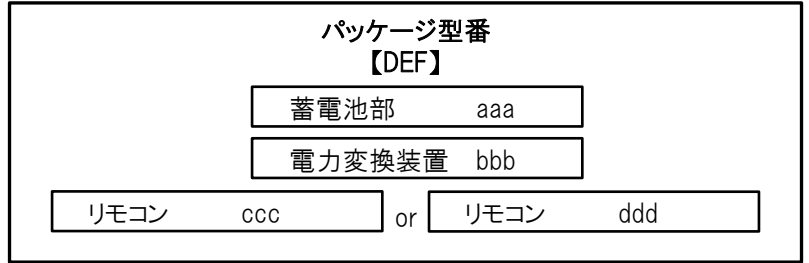 パッケージ型番
【DEF】
蓄電池部 aaa
電力変換装置 bbb
リモコン ccc or リモコン ddd